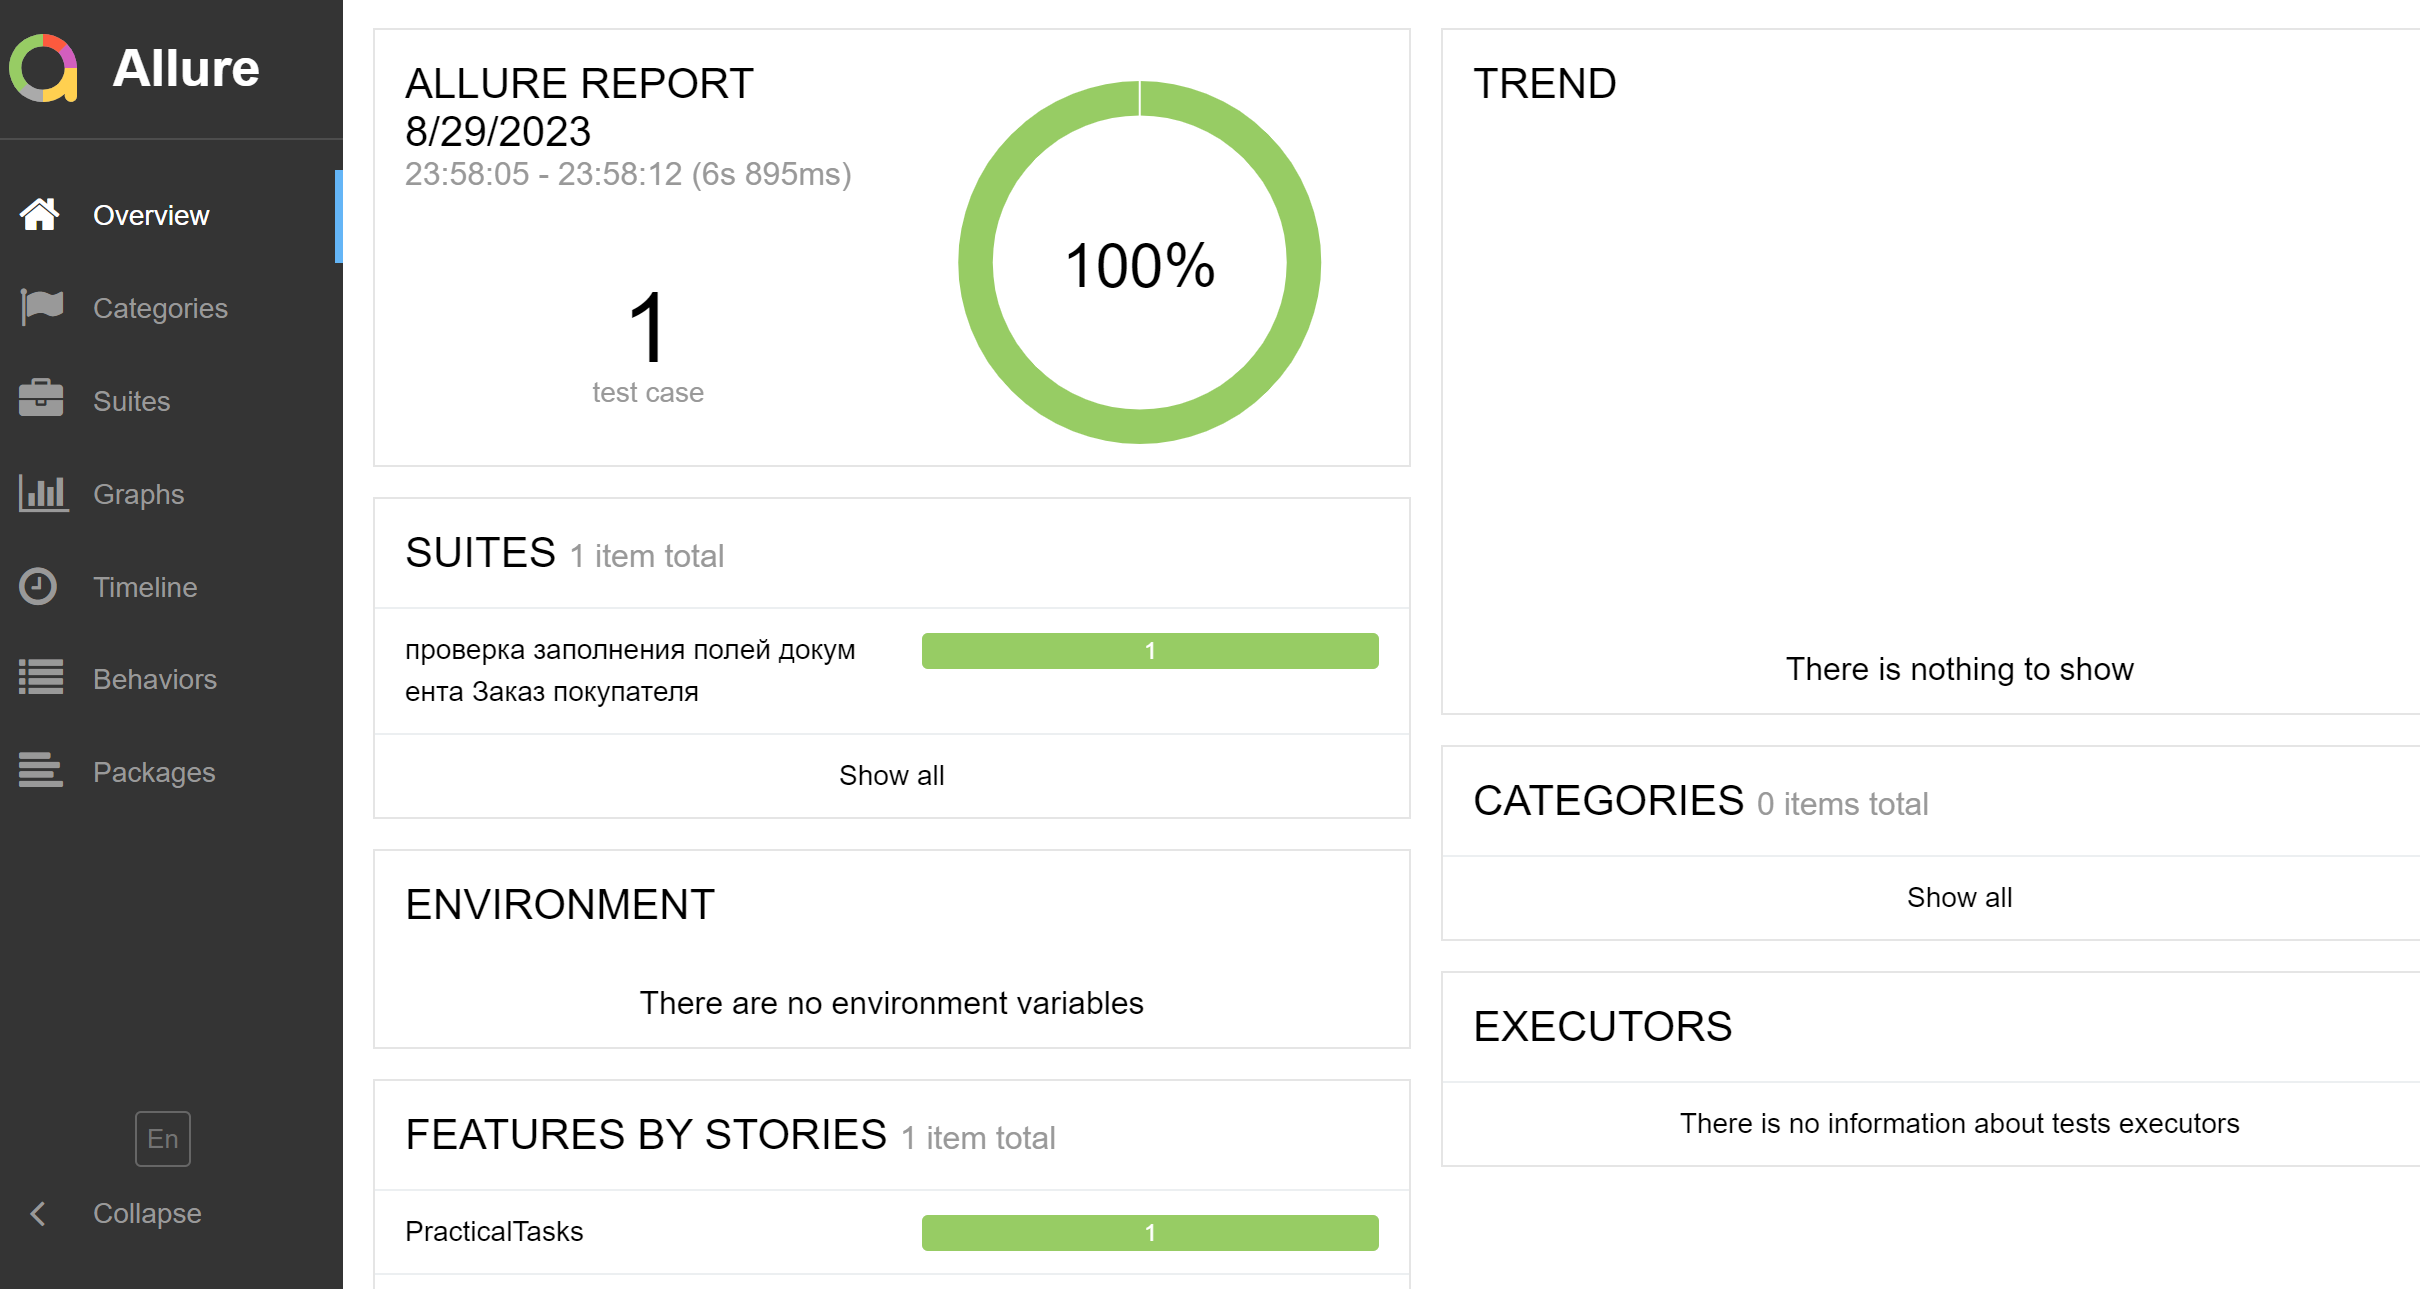 Allure
Overview
Categories
Suites
Graphs
Timeline
Behaviors
Packages
En
Collapse
ALLURE REPORT
8/29/2023
23:58:05 - 23:58:12 (6s 895ms)
1
test case
100%
SUITES 1 item total
проверка заполнения полей докум
ента Заказ покупателя
1
Show all
ENVIRONMENT
There are no environment variables
FEATURES BY STORIES 1 item total
PracticalTasks
1
TREND
There is nothing to show
CATEGORIES 0 items total
Show all
EXECUTORS
There is no information about tests executors